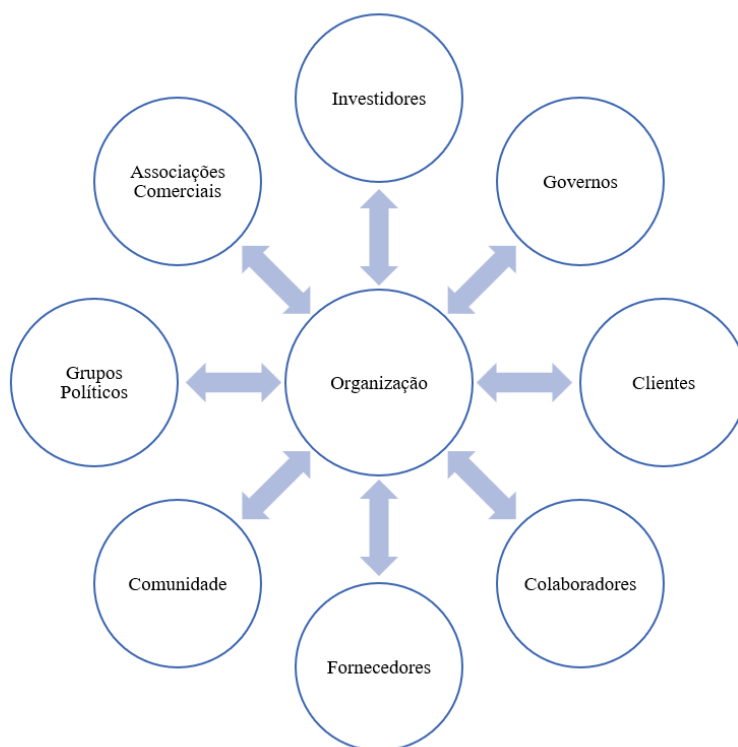 Investidores
Associações
Comerciais
Governos
Grupos
Políticos
Organização
Clientes
Comunidade
Colaboradores
Fornecedores